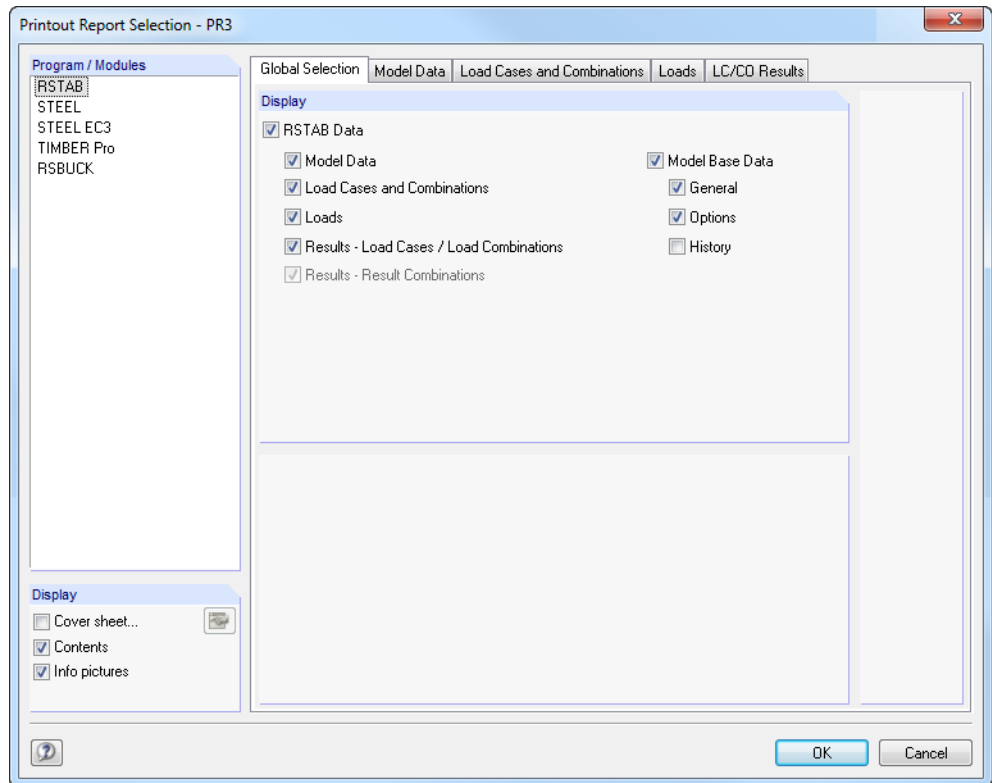 Printout Report Selection - PR3
Program / Modules
RSTAB
STEEL
STEEL EC3
TIMBER Pro
RSBUCK
Global Selection
Model Data
Load Cases and Combinations
Loads
LC/CO Results
Display
RSTAB Data
Model Data
Load Cases and Combinations
Loads
Results - Load Cases / Load Combinations
Results - Result Combinations
Model Base Data
General
Options
History
Display
Cover sheet...
Contents
Info pictures
OK
Cancel